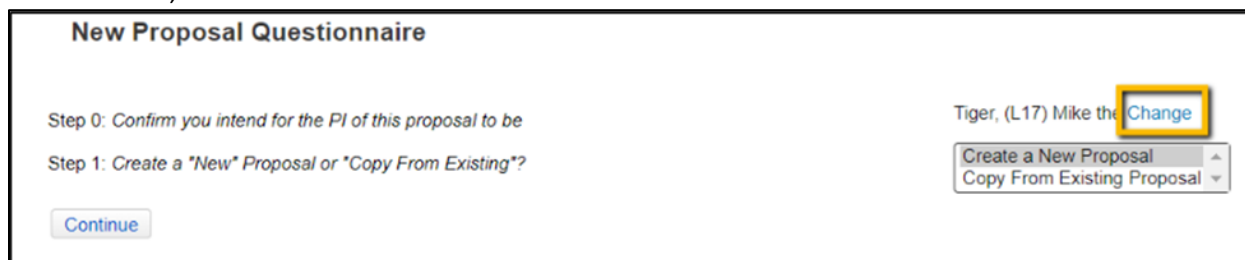 New Proposal Questionnaire
Step 0: Confirm you intend for the PI of this proposal to be
Tiger, (L17) Mike the Change
Step 1: Create a "New" Proposal or "Copy From Existing"?
Create a New Proposal
Copy From Existing Proposal
Continue